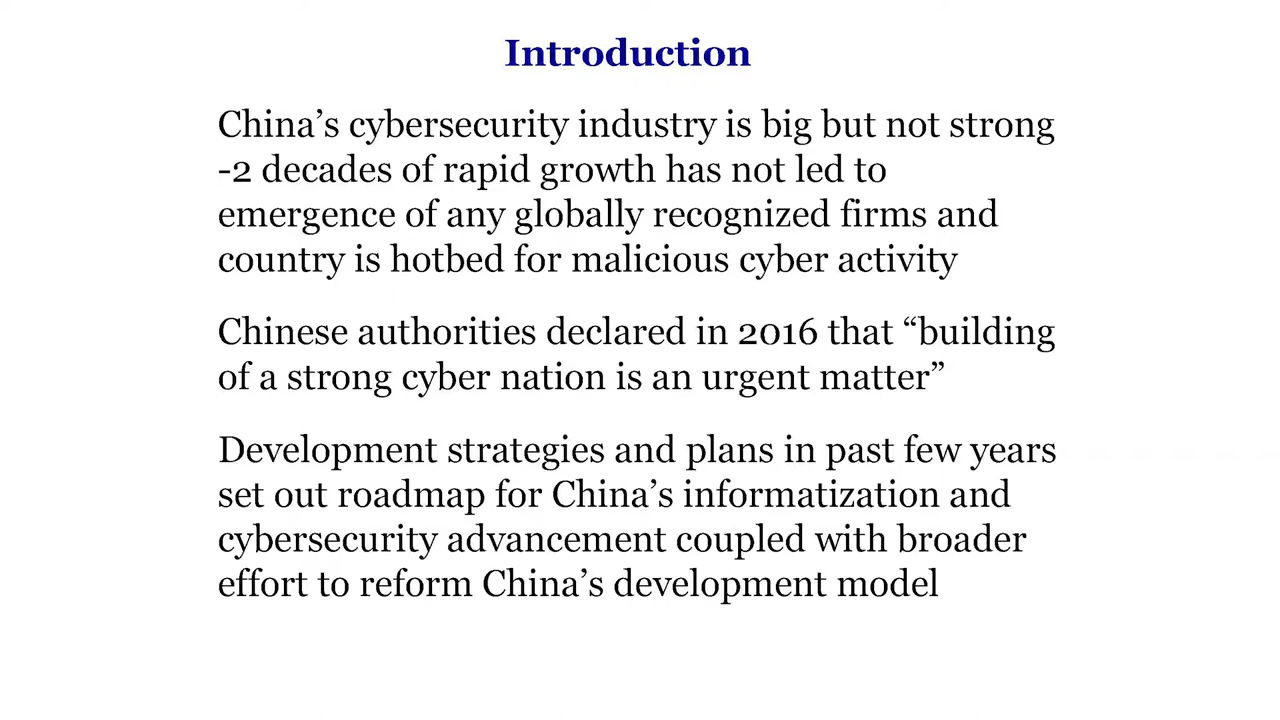 Introduction
China’s cybersecurity industry is big but not strong
-2 decades of rapid growth has not led to
emergence of any globally recognized firms and
country is hotbed for malicious cyber activity
Chinese authorities declared in 2016 that “building
of a strong cyber nation is an urgent matter”
Development strategies and plans in past few years
set out roadmap for China’s informatization and
cybersecurity advancement coupled with broader
effort to reform China’s development model